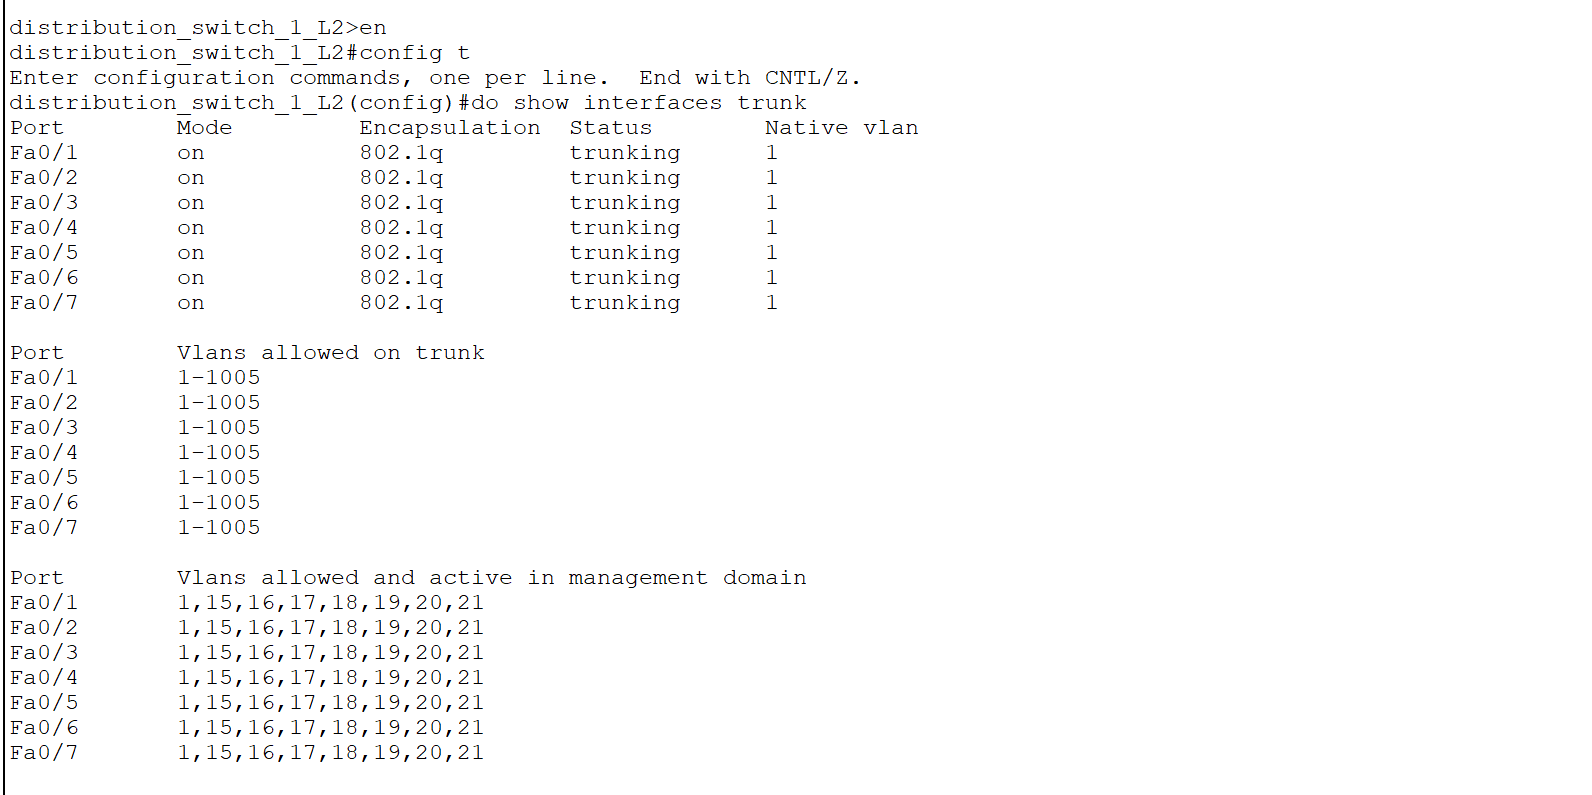 distribution_switch_1_L2>en
distribution_switch_1_L2#config t
Enter configuration commands, one per line.  End with CNTL/Z.
distribution_switch_1_L2(config)#do show interfaces trunk
Port        Mode         Encapsulation  Status        Native vlan
Fa0/1       on           802.1q         trunking      1
Fa0/2       on           802.1q         trunking      1
Fa0/3       on           802.1q         trunking      1
Fa0/4       on           802.1q         trunking      1
Fa0/5       on           802.1q         trunking      1
Fa0/6       on           802.1q         trunking      1
Fa0/7       on           802.1q         trunking      1

Port        Vlans allowed on trunk
Fa0/1       1-1005
Fa0/2       1-1005
Fa0/3       1-1005
Fa0/4       1-1005
Fa0/5       1-1005
Fa0/6       1-1005
Fa0/7       1-1005

Port        Vlans allowed and active in management domain
Fa0/1       1,15,16,17,18,19,20,21
Fa0/2       1,15,16,17,18,19,20,21
Fa0/3       1,15,16,17,18,19,20,21
Fa0/4       1,15,16,17,18,19,20,21
Fa0/5       1,15,16,17,18,19,20,21
Fa0/6       1,15,16,17,18,19,20,21
Fa0/7       1,15,16,17,18,19,20,21